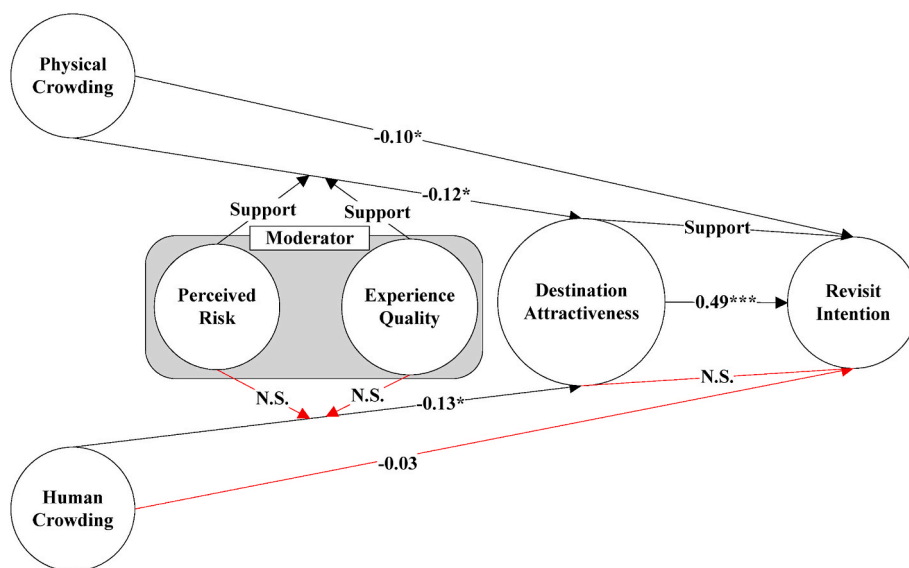 Physical
Crowding
-0.10*
-0.12*
Support
Support
Support
Moderator
Perceived
Risk
Experience
Quality
Destination
Attractiveness
0.49***
Revisit
Intention
N.S.
N.S.
N.S.
-0.13*
-0.03
Human
Crowding